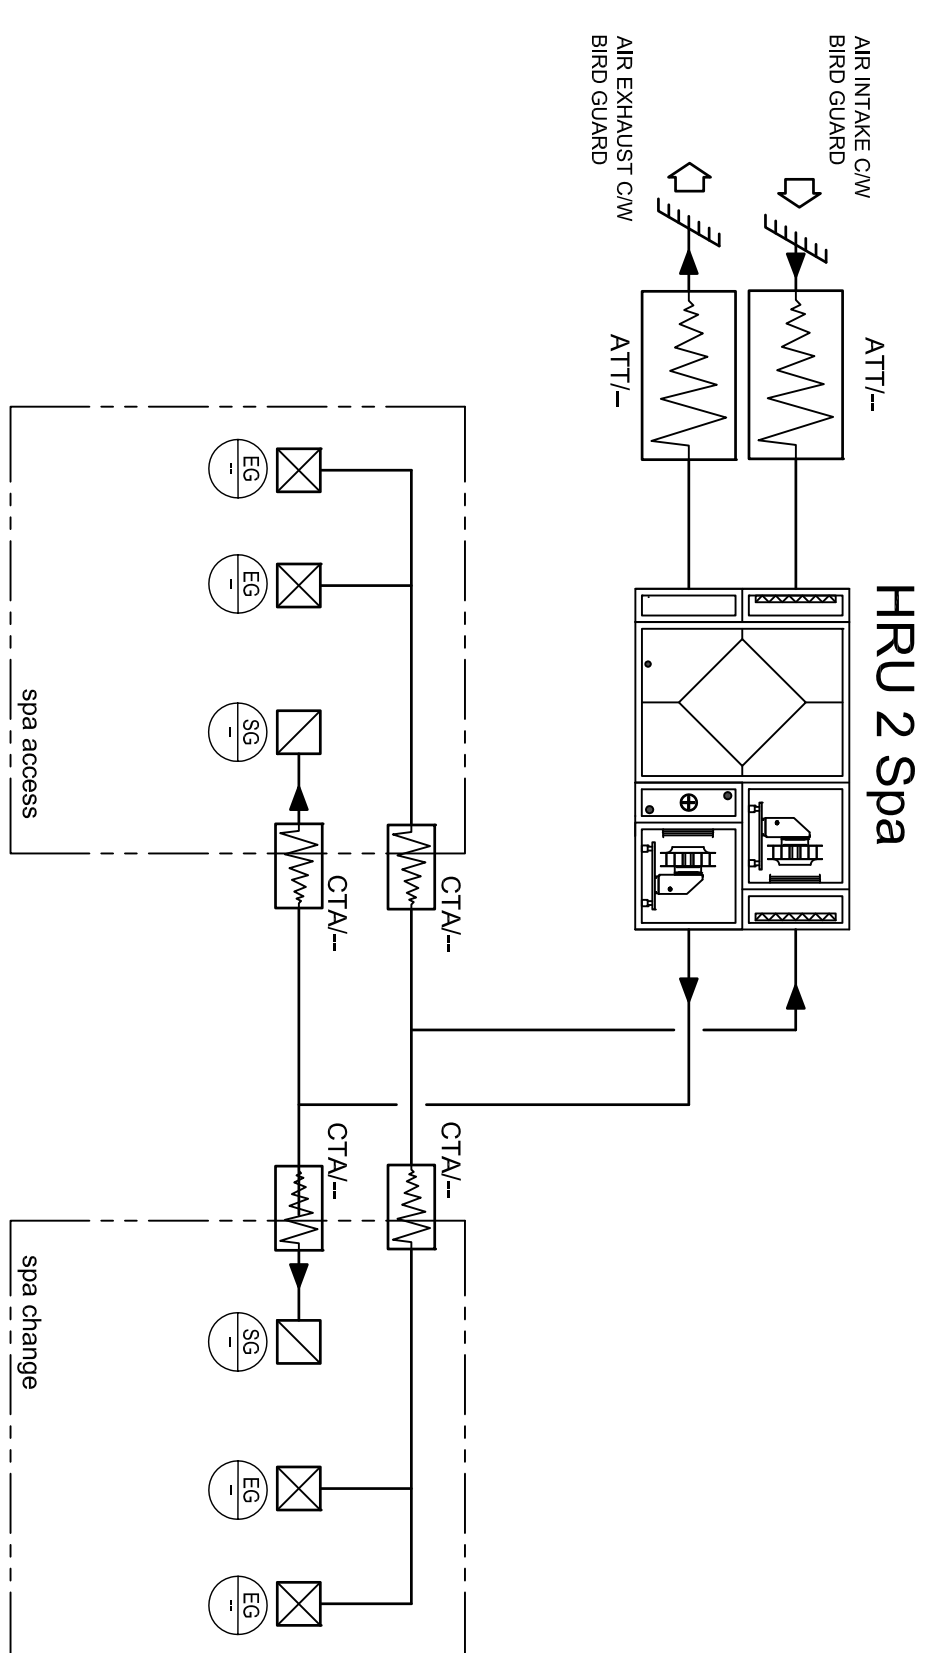 AIR INTAKE C/W
BIRD GUARD
AIR EXHAUST C/W
BIRD GUARD
ATT/--
ATT/--
HRU 2 Spa
CTA/--
CTA/--
CTA/--
CTA/--
EG
--
EG
-
SG
-
spa access
SG
-
EG
-
EG
--
spa change